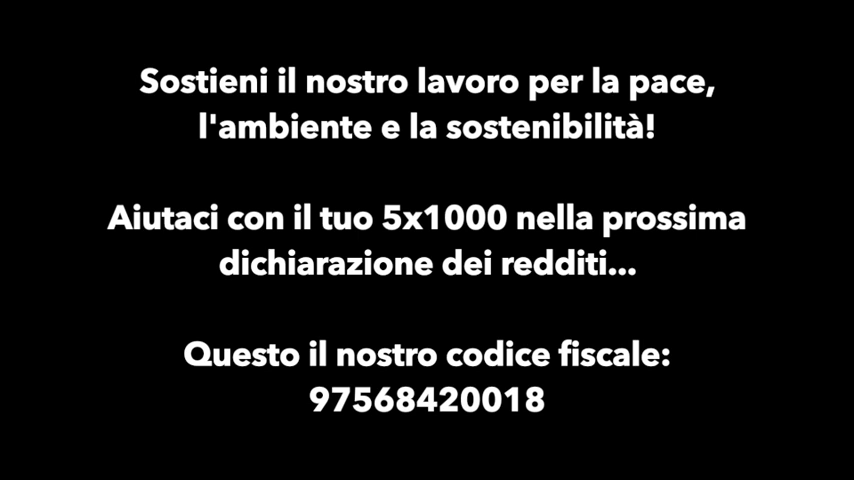 Sostieni il nostro lavoro per la pace,
l'ambiente e la sostenibilità!
Aiutaci con il tuo 5x1000 nella prossima
dichiarazione dei redditi...
Questo il nostro codice fiscale:
97568420018